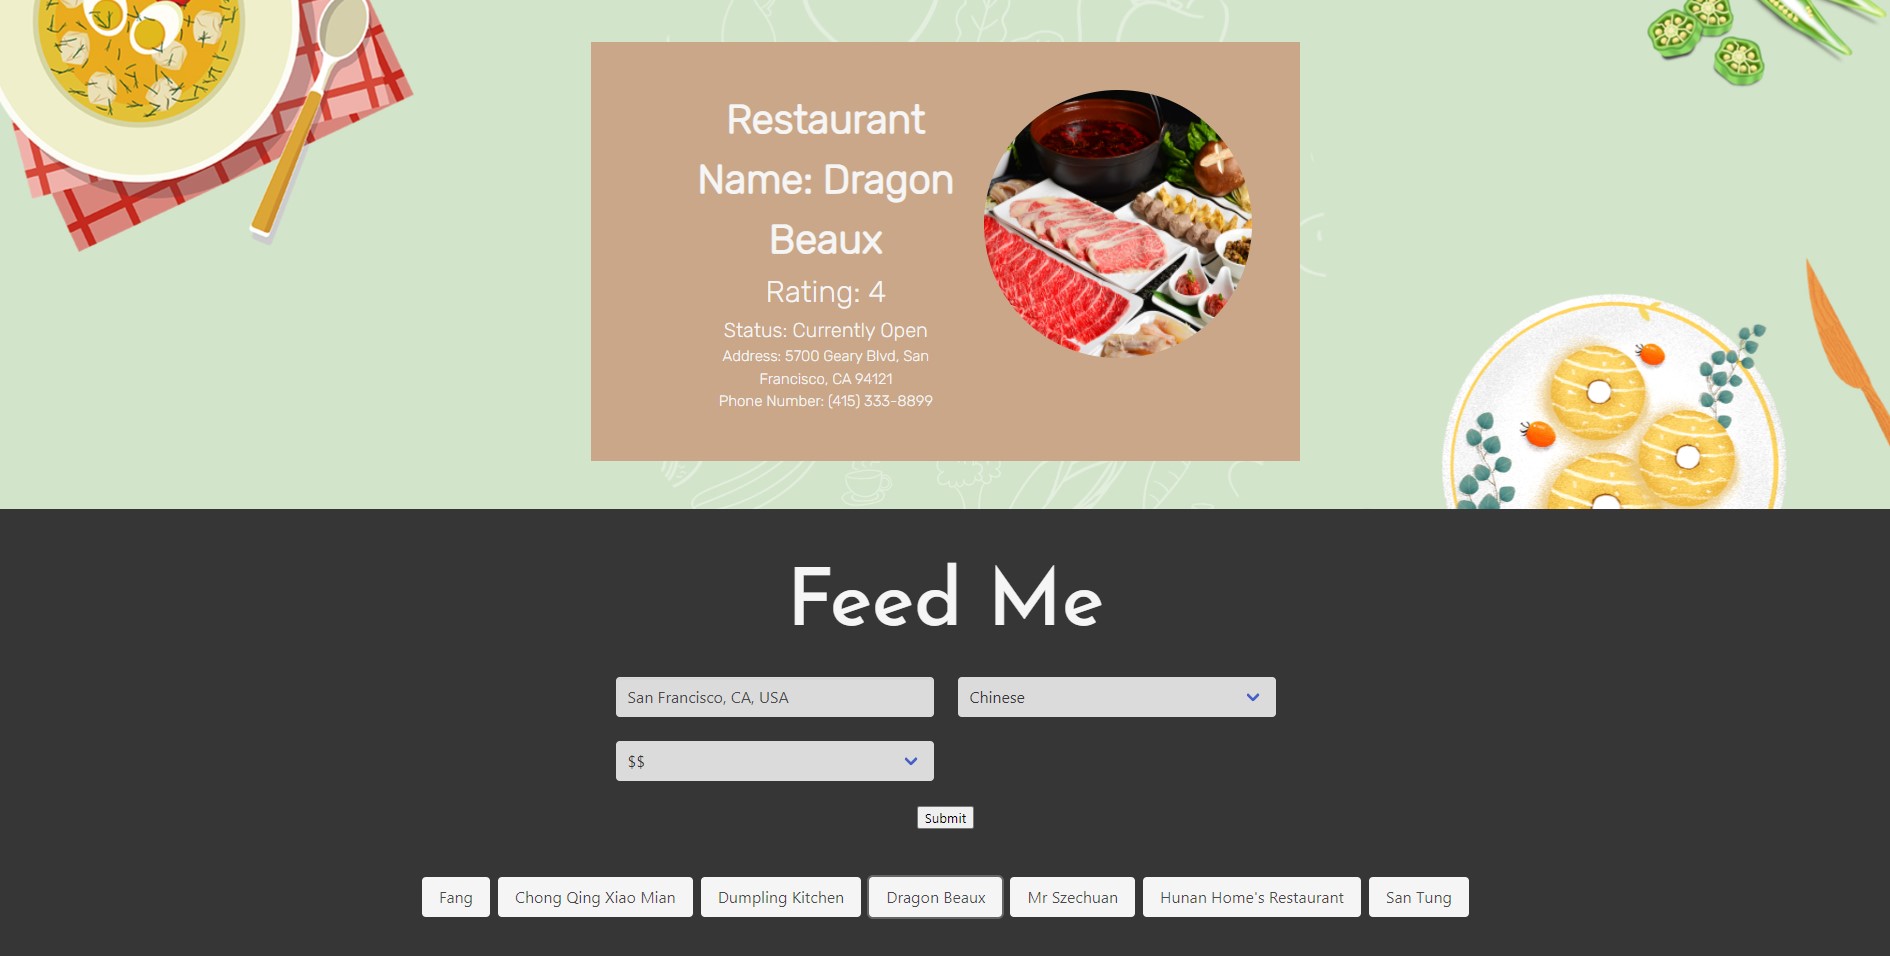 Restaurant
Name: Dragon
Beaux
Rating: 4
Status: Currently Open
Address: 5700 Geary Blvd, San
Francisco, CA 94121
Phone Number: (415) 333-8899
Feed Me
San Francisco, CA, USA
Chinese
$$
Submit
Fang
Chong Qing Xiao Mian
Dumpling Kitchen
Dragon Beaux
Mr Szechuan
Hunan Home's Restaurant
San Tung